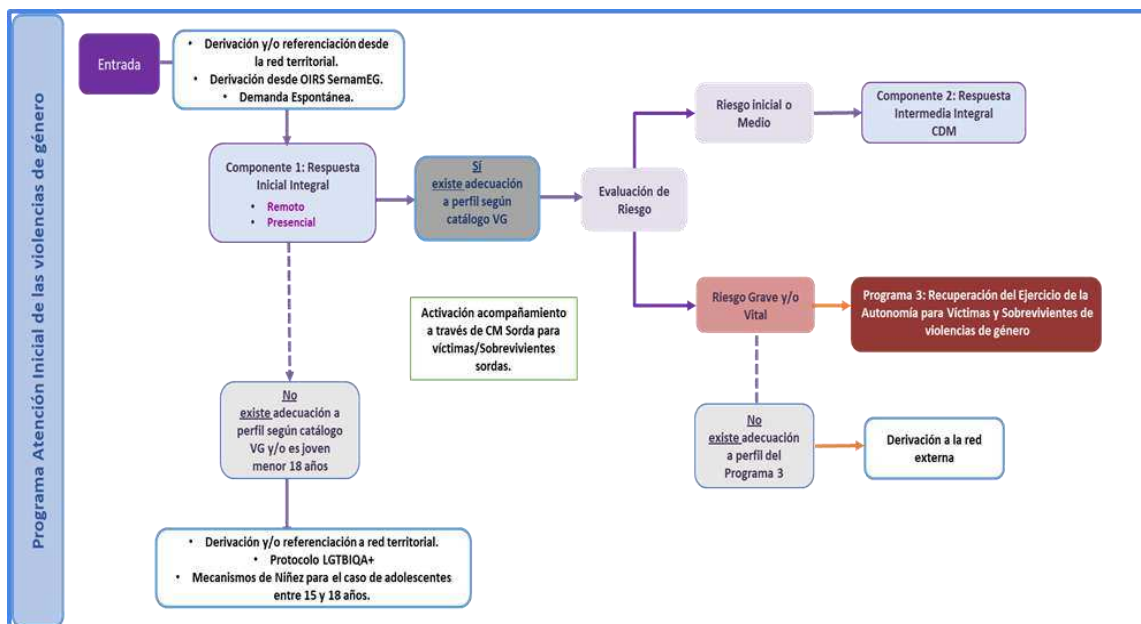 Programa Atención Inicial de las violencias de género
Entrada
• Derivación y/o referenciación desde
la red territorial.
• Derivación desde OIRS SernamEG.
• Demanda Espontánea.
Componente 1: Respuesta
Inicial Integral
• Remoto
• Presencial
Sí
existe adecuación
a perfil según
catálogo VG
Evaluación de
Riesgo
Riesgo inicial o
Medio
Componente 2: Respuesta
Intermedia Integral
CDM
Riesgo Grave y/o
Vital
Programa 3: Recuperación del Ejercicio de la
Autonomía para Víctimas y Sobrevivientes de
violencias de género
Activación acompañamiento
a través de CM Sorda para
víctimas/Sobrevivientes
sordas.
No
existe adecuación a
perfil según catálogo
VG y/o es joven
menor 18 años
No
existe adecuación
a perfil del
Programa 3
Derivación a la red
externa
• Derivación y/o referenciación a red territorial.
• Protocolo LGTBIQA+
• Mecanismos de Niñez para el caso de adolescentes
entre 15 y 18 años.